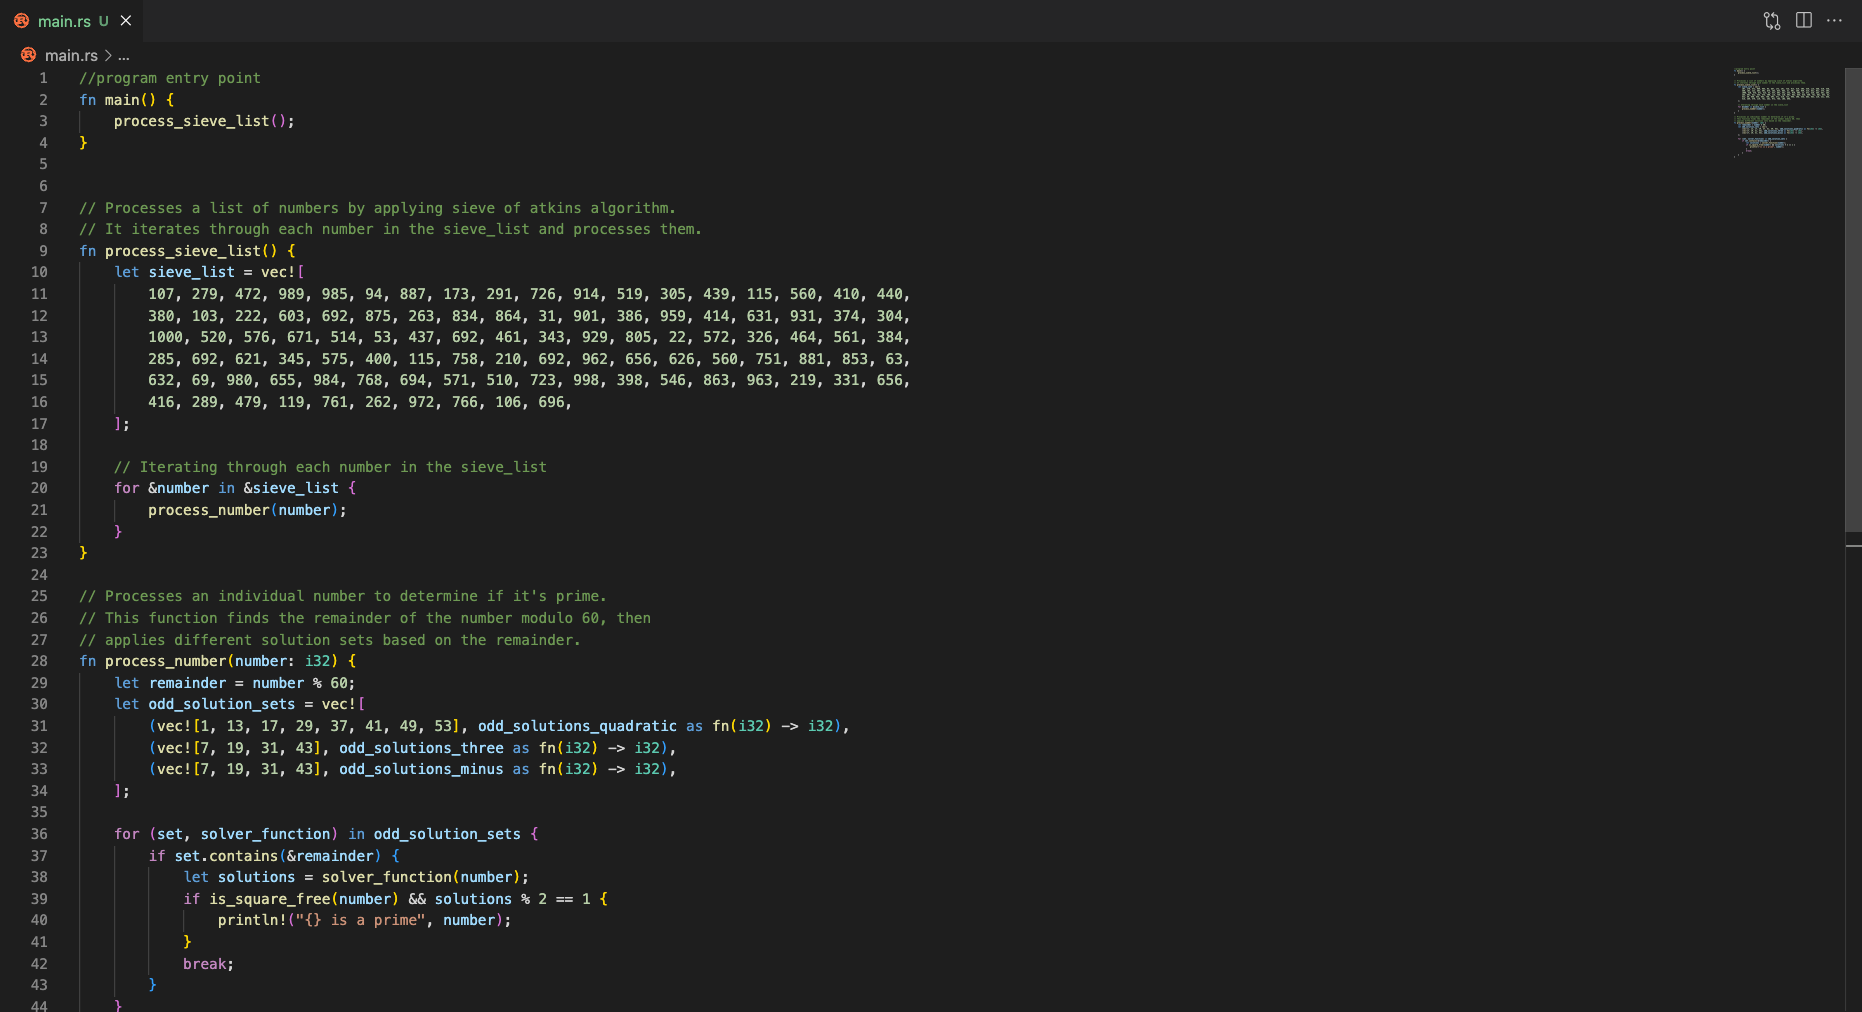 main.rs U
main.rs > ...
1 //program entry point
2 fn main() {
3     process_sieve_list();
4 }
5
6
7 // Processes a list of numbers by applying sieve of atkins algorithm.
8 // It iterates through each number in the sieve_list and processes them.
9 fn process_sieve_list() {
10     let sieve_list = vec![
11         107, 279, 472, 989, 985, 94, 887, 173, 291, 726, 914, 519, 305, 439, 115, 560, 410, 440,
12         380, 103, 222, 603, 692, 875, 263, 834, 864, 31, 901, 386, 959, 414, 631, 931, 374, 304,
13         1000, 520, 576, 671, 514, 53, 437, 692, 461, 343, 929, 805, 22, 572, 326, 464, 561, 384,
14         285, 692, 621, 345, 575, 400, 115, 758, 210, 692, 962, 656, 626, 560, 751, 881, 853, 63,
15         632, 69, 980, 655, 984, 768, 694, 571, 510, 723, 998, 398, 546, 863, 963, 219, 331, 656,
16         416, 289, 479, 119, 761, 262, 972, 766, 106, 696,
17     ];
18
19     // Iterating through each number in the sieve_list
20     for &number in &sieve_list {
21         process_number(number);
22     }
23 }
24
25 // Processes an individual number to determine if it's prime.
26 // This function finds the remainder of the number modulo 60, then
27 // applies different solution sets based on the remainder.
28 fn process_number(number: i32) {
29     let remainder = number % 60;
30     let odd_solution_sets = vec![
31         (vec![1, 13, 17, 29, 37, 41, 49, 53], odd_solutions_quadratic as fn(i32) -> i32),
32         (vec![7, 19, 31, 43], odd_solutions_three as fn(i32) -> i32),
33         (vec![7, 19, 31, 43], odd_solutions_minus as fn(i32) -> i32),
34     ];
35
36     for (set, solver_function) in odd_solution_sets {
37         if set.contains(&remainder) {
38             let solutions = solver_function(number);
39             if is_square_free(number) && solutions % 2 == 1 {
40                 println!("{} is a prime", number);
41             }
42             break;
43         }
44     }